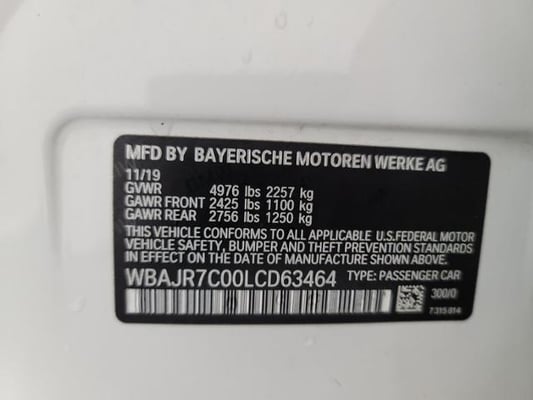 MFD BY BAYERISCHE MOTOREN WERKE AG
11/19
GVWR 4976 lbs 2257 kg
GAWR FRONT 2425 lbs 1100 kg
GAWR REAR 2756 lbs 1250 kg
THIS VEHICLE CONFORMS TO ALL APPLICABLE U.S.FEDERAL MOTOR
VEHICLE SAFETY, BUMPER AND THEFT PREVENTION STANDARDS
IN EFFECT ON THE DATE OF MANUFACTURE SHOWN ABOVE.
WBAJR7C00LCD63464 TYPE: PASSENGER CAR
300/0
7 315 814